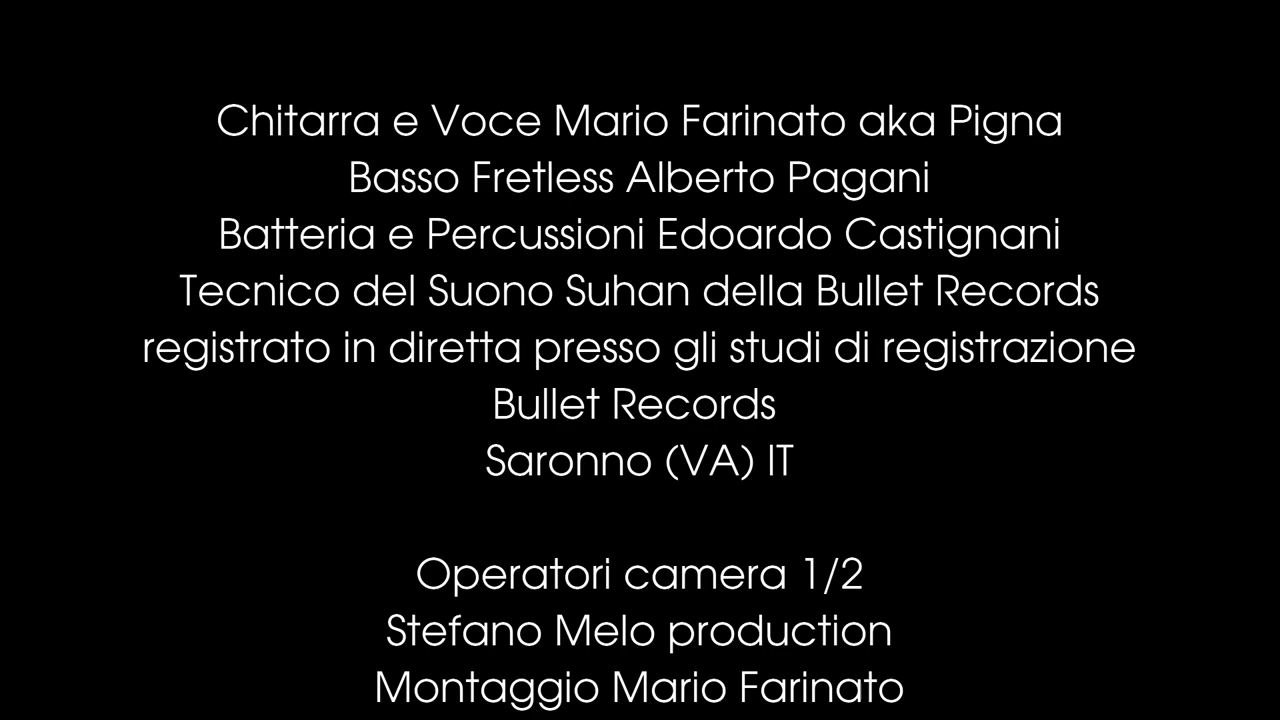 Chitarra e Voce Mario Farinato aka Pigna
Basso Fretless Alberto Pagani
Batteria e Percussioni Edoardo Castignani
Tecnico del Suono Suhan della Bullet Records
registrato in diretta presso gli studi di registrazione
Bullet Records
Saronno (VA) IT
Operatori camera 1/2
Stefano Melo production
Montaggio Mario Farinato